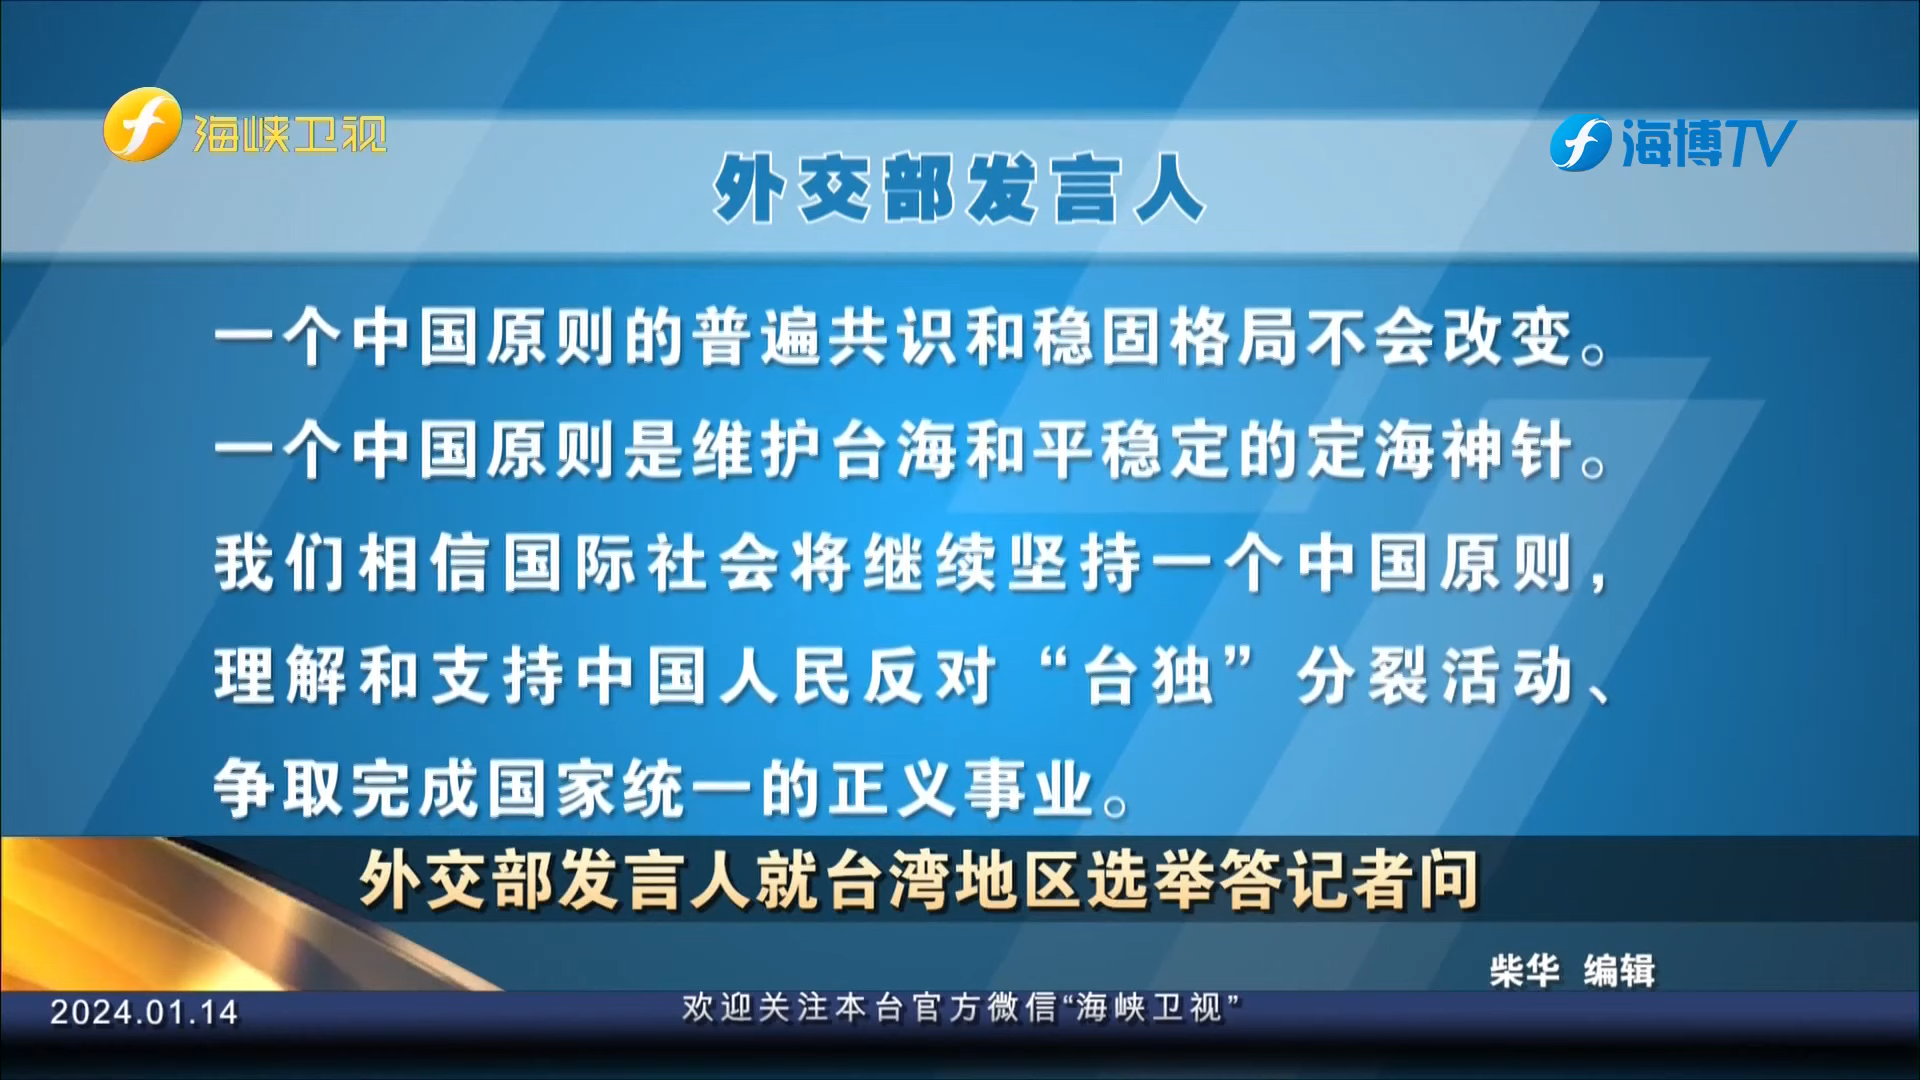 海峡卫视
海博TV
外交部发言人
一个中国原则的普遍共识和稳固格局不会改变。
一个中国原则是维护台海和平稳定的定海神针。
我们相信国际社会将继续坚持一个中国原则，
理解和支持中国人民反对“台独”分裂活动、
争取完成国家统一的正义事业。
外交部发言人就台湾地区选举答记者问
柴华 编辑
2024.01.14
欢迎关注本台官方微信“海峡卫视”